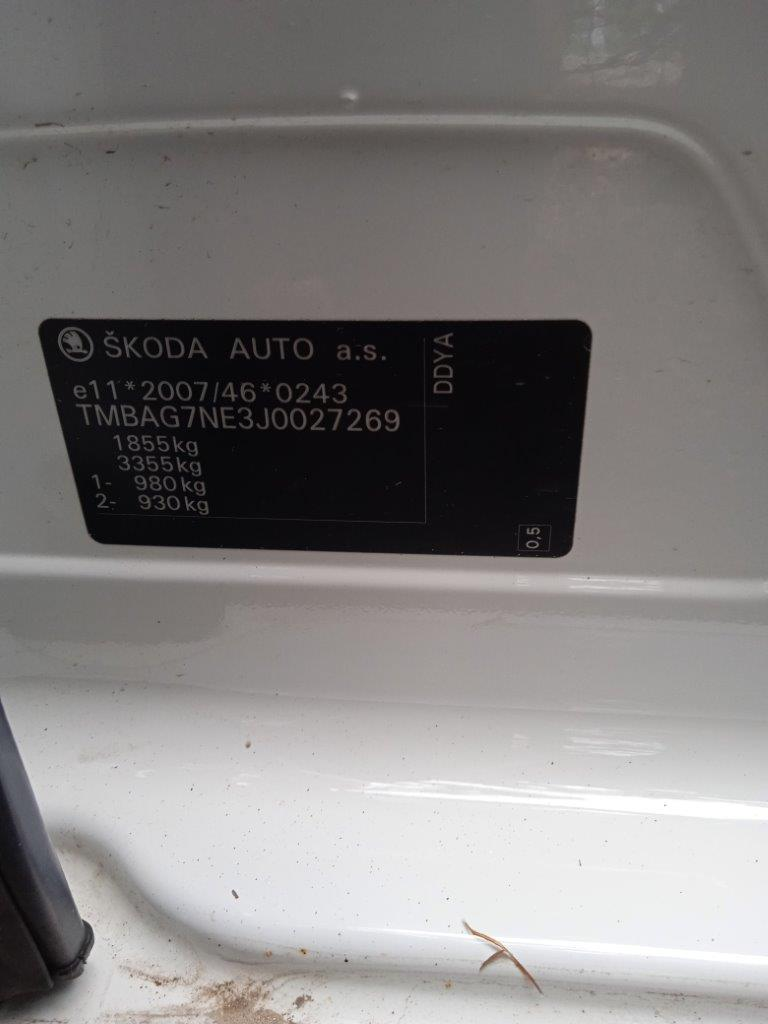 ŠKODA AUTO a.s.
e11*2007/46*0243
TMBAG7NE3J0027269
1855kg
3355kg
1- 980kg
2- 930kg
DDYA
0,5